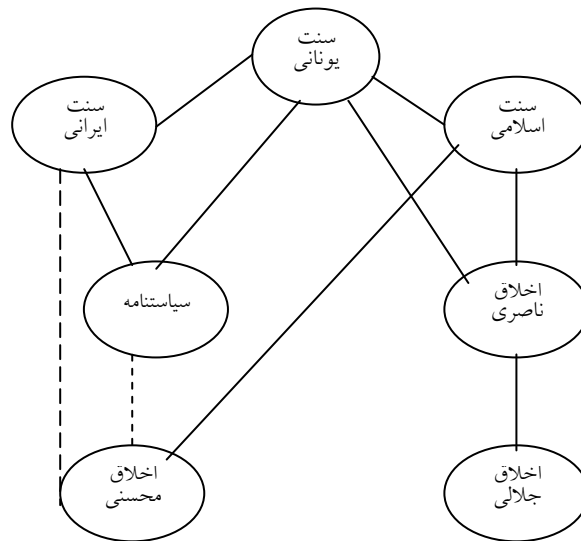 سنت
یونانی
سنت
اسلامی
سنت
ایرانی
اخلاق
ناصری
سیاستنامه
اخلاق
جلالی
اخلاق
محسنی